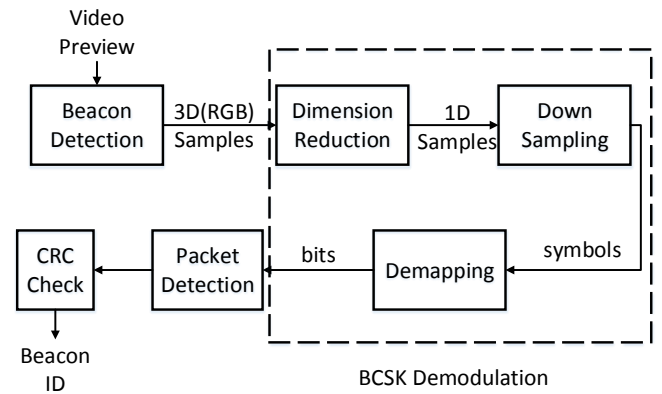 Video
Preview
Beacon
Detection
3D(RGB)
Samples
Dimension
Reduction
1D
Samples
Down
Sampling
symbols
Demapping
bits
Packet
Detection
CRC
Check
Beacon
ID
BCSK Demodulation